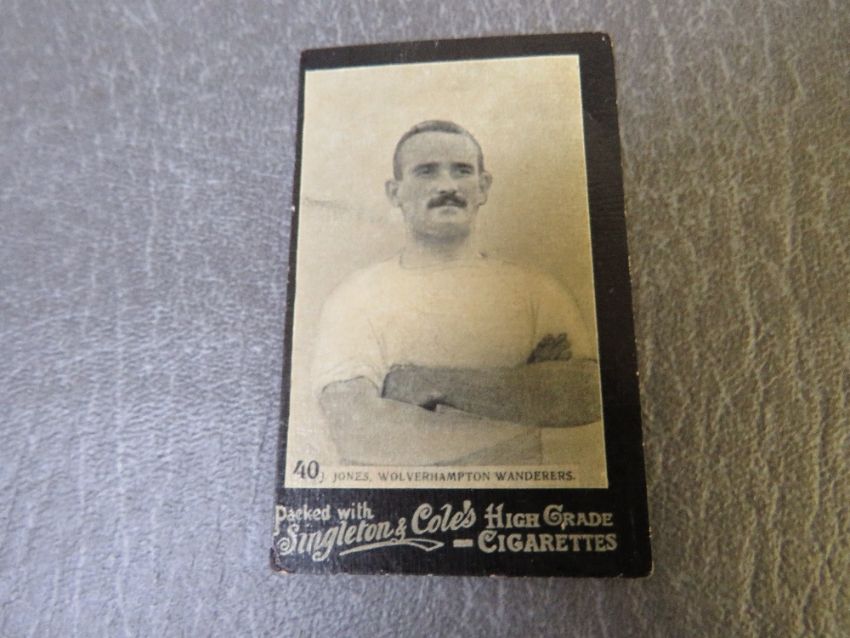 40 J. JONES, WOLVERHAMPTON WANDERERS.
Packed with
Singleton & Cole's HIGH GRADE
CIGARETTES